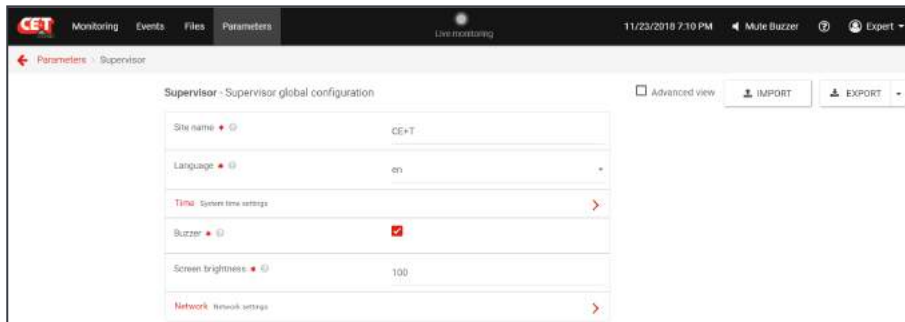 CE+T Monitoring Events Files Parameters Live monitoring 11/23/2018 7:10 PM Mute Buzzer ? Expert
Parameters > Supervisor
Supervisor - Supervisor global configuration Advanced view IMPORT EXPORT
Site name CE+T
Language en
Time System time settings
Buzzer
Screen brightness 100
Network Network settings